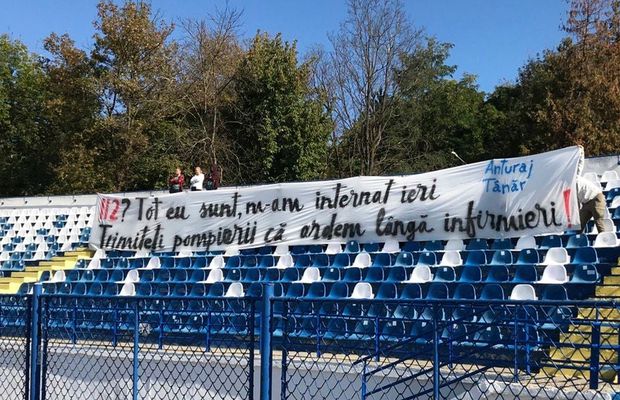 112? Tot eu sunt, m-am internat ieri
Trimiteți pompierii că ardem lângă infirmieri!
Anturaj
Tânăr